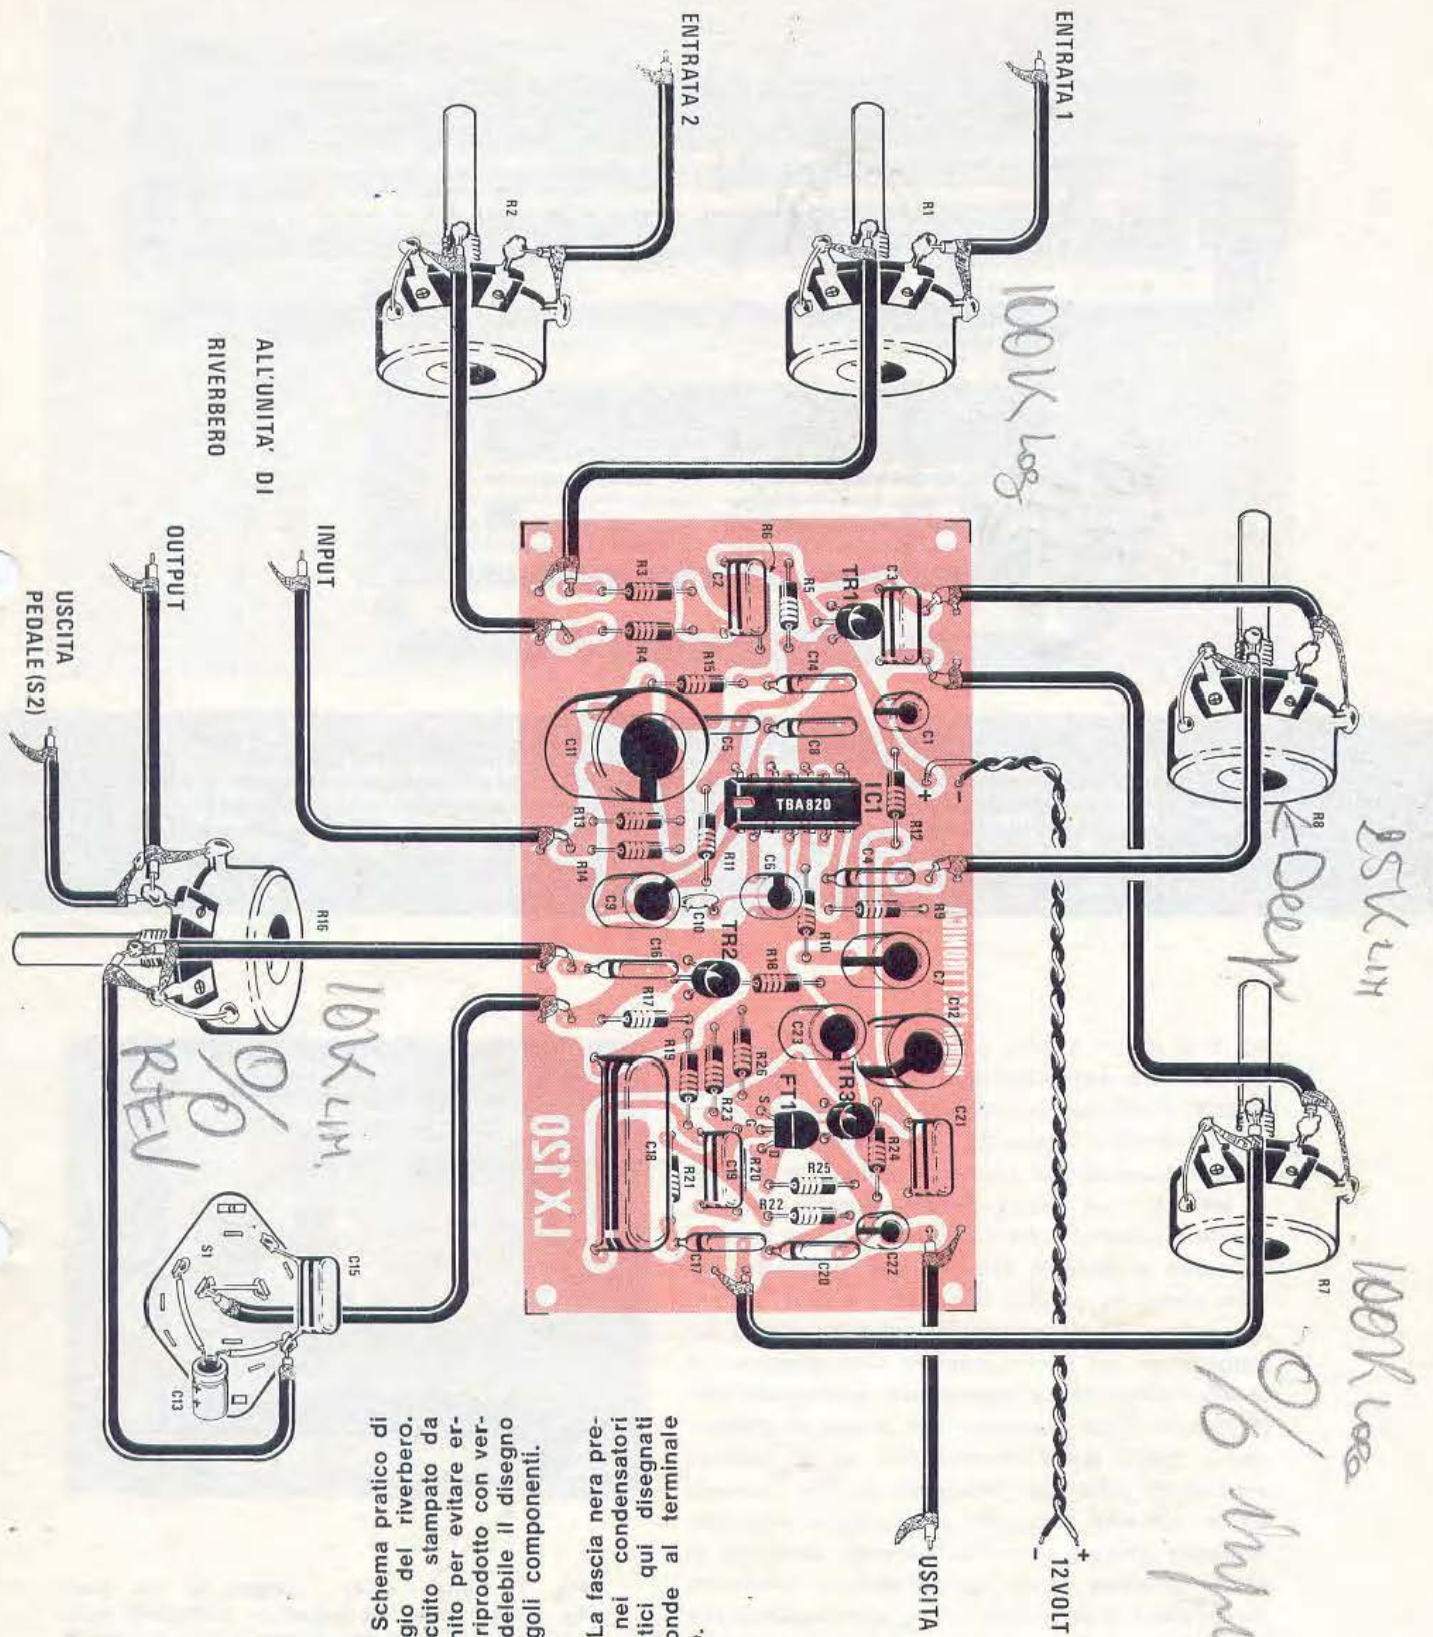 ENTRATA 1
ENTRATA 2
R1
R2
100K Log
25K LIM
R8
← Deep
100K Log
R7
%
ALL'UNITA' DI
RIVERBERO
INPUT
OUTPUT
USCITA
PEDALE (S2)
R16
10K LIM.
%
REV
R6
R3
C2
R5
TR1
C3
R4
R15
C14
C11
C5
C8
C1
TBA820
IC1
+
-
R12
R13
R14
R11
C6
C4
C9
C10
R10
R9
TR2
C16
R18
C7
C12
R17
C23
R19
R23
R26
FT1
S
G
D
TR3
C21
R24
C18
R21
C19
R20
R25
R22
C17
C20
C22
LX120
S1
C15
C13
+
USCITA
+
-
12VOLT
Schema pratico di
gio del riverbero.
cuito stampato da
nito per evitare er-
riprodotto con ver-
delebile il disegno
goli componenti.
La fascia nera pre-
nei condensatori
tici qui disegnati
onde al terminale